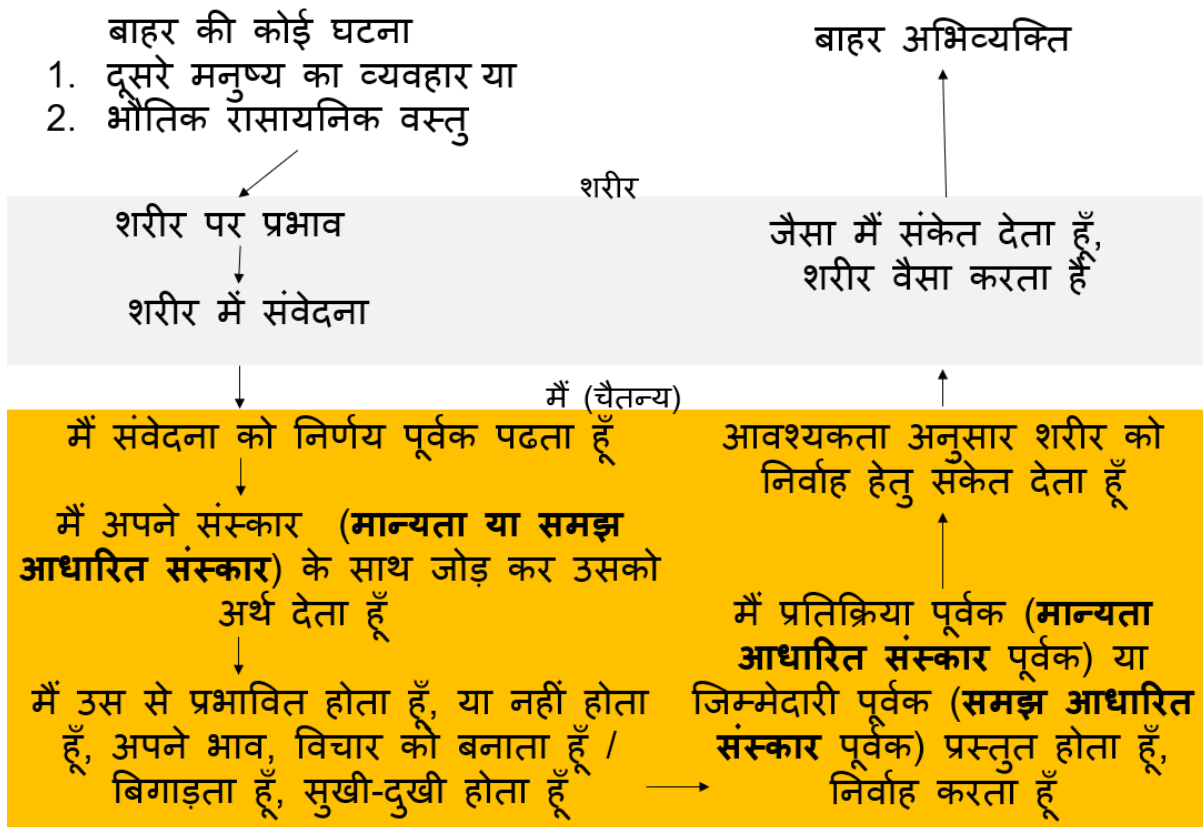 बाहर की कोई घटना
1. दूसरे मनुष्य का व्यवहार या
2. भौतिक रासायनिक वस्तु
शरीर
शरीर पर प्रभाव
शरीर में संवेदना
मैं (चैतन्य)
मैं संवेदना को निर्णय पूर्वक पढता हूँ
मैं अपने संस्कार (मान्यता या समझ
आधारित संस्कार) के साथ जोड़ कर उसको
अर्थ देता हूँ
मैं उस से प्रभावित होता हूँ, या नहीं होता
हूँ, अपने भाव, विचार को बनाता हूँ /
बिगाड़ता हूँ, सुखी-दुखी होता हूँ
मैं प्रतिक्रिया पूर्वक (मान्यता
आधारित संस्कार पूर्वक) या
जिम्मेदारी पूर्वक (समझ आधारित
संस्कार पूर्वक) प्रस्तुत होता हूँ,
निर्वाह करता हूँ
आवश्यकता अनुसार शरीर को
निर्वाह हेतु संकेत देता हूँ
जैसा मैं संकेत देता हूँ,
शरीर वैसा करता है
बाहर अभिव्यक्ति